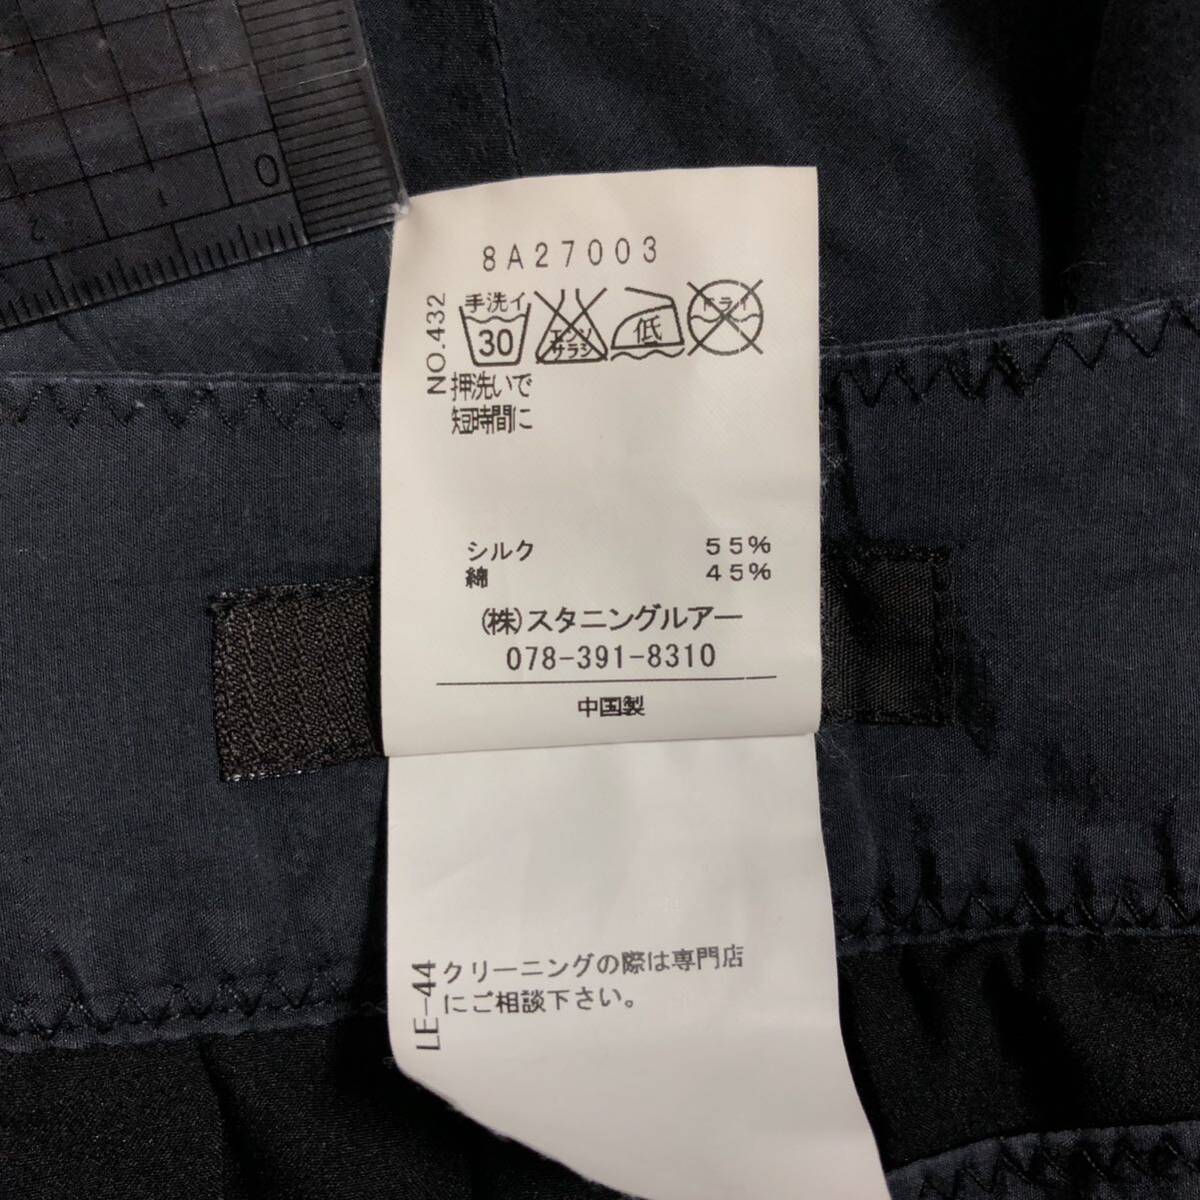 0
1
2
8A27003
NO.432
手洗イ
30
エンソ
サラシ
低
ドライ
押洗いで
短時間に
シルク 55%
綿 45%
(株)スタニングルアー
078-391-8310
中国製
LE-44
クリーニングの際は専門店
にご相談下さい。